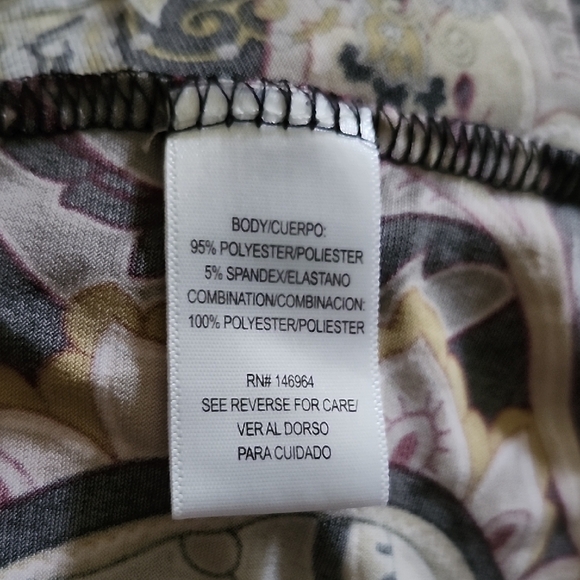 BODY/CUERPO:
95% POLYESTER/POLIESTER
5% SPANDEX/ELASTANO
COMBINATION/COMBINACION:
100% POLYESTER/POLIESTER
RN# 146964
SEE REVERSE FOR CARE/
VER AL DORSO
PARA CUIDADO